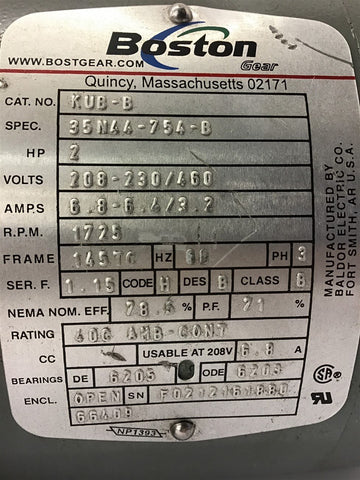 Boston
Gear
WWW.BOSTGEAR.COM
Quincy, Massachusetts 02171
CAT. NO. KUB-B
SPEC. 35N44-754-B
HP 2
VOLTS 208-230/460
AMPS 6.8-6.4/3.2
R.P.M. 1725
FRAME HZ 60 PH 3
SER. F. 1.15 CODE H DES B CLASS B
NEMA NOM. EFF. 78.5 % P.F. 71 %
RATING 40C AMB-CONT
CC USABLE AT 208V 6.8 A
BEARINGS DE 6205 ODE 6203
ENCL. OPEN SN
66409
NP1393
MANUFACTURED BY
BALDOR ELECTRIC CO.
FORT SMITH, AR U.S.A.